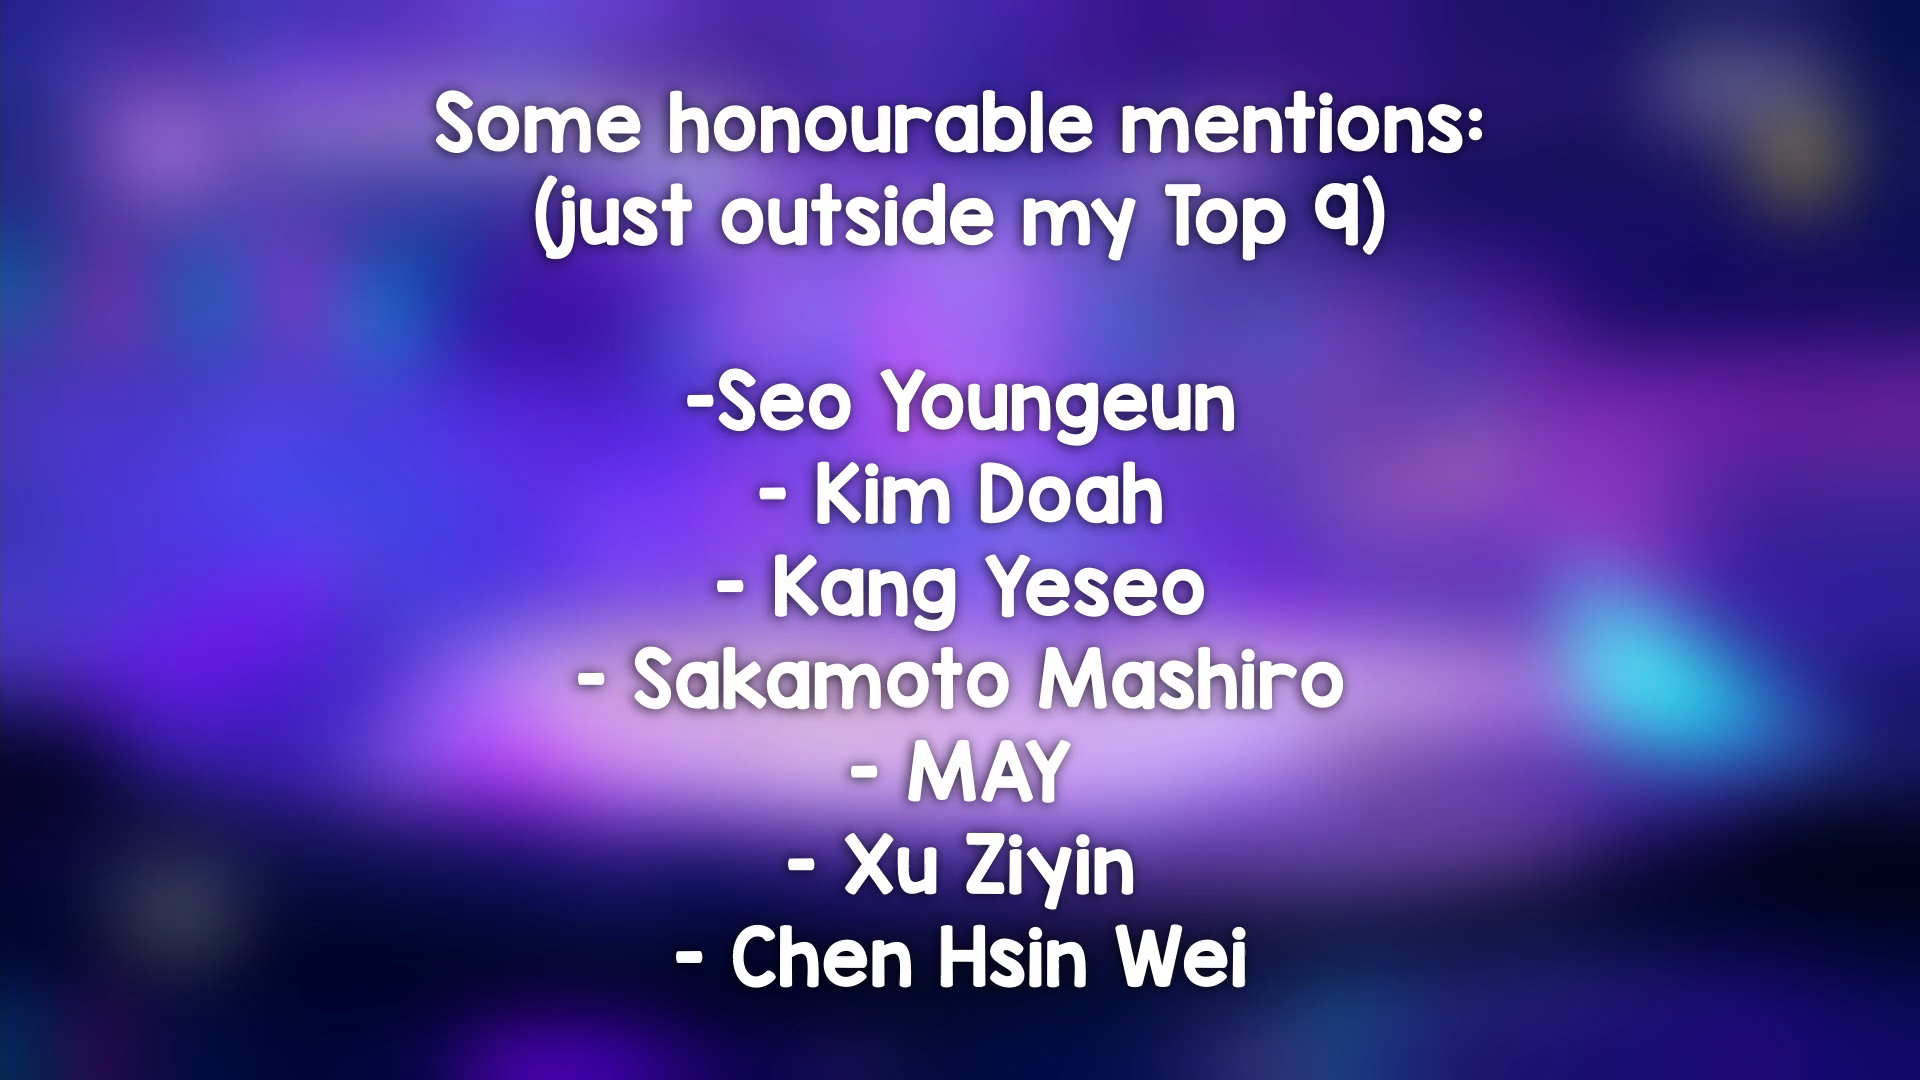 Some honourable mentions:
(just outside my Top 9)
-Seo Youngeun
- Kim Doah
- Kang Yeseo
- Sakamoto Mashiro
- MAY
- Xu Ziyin
- Chen Hsin Wei